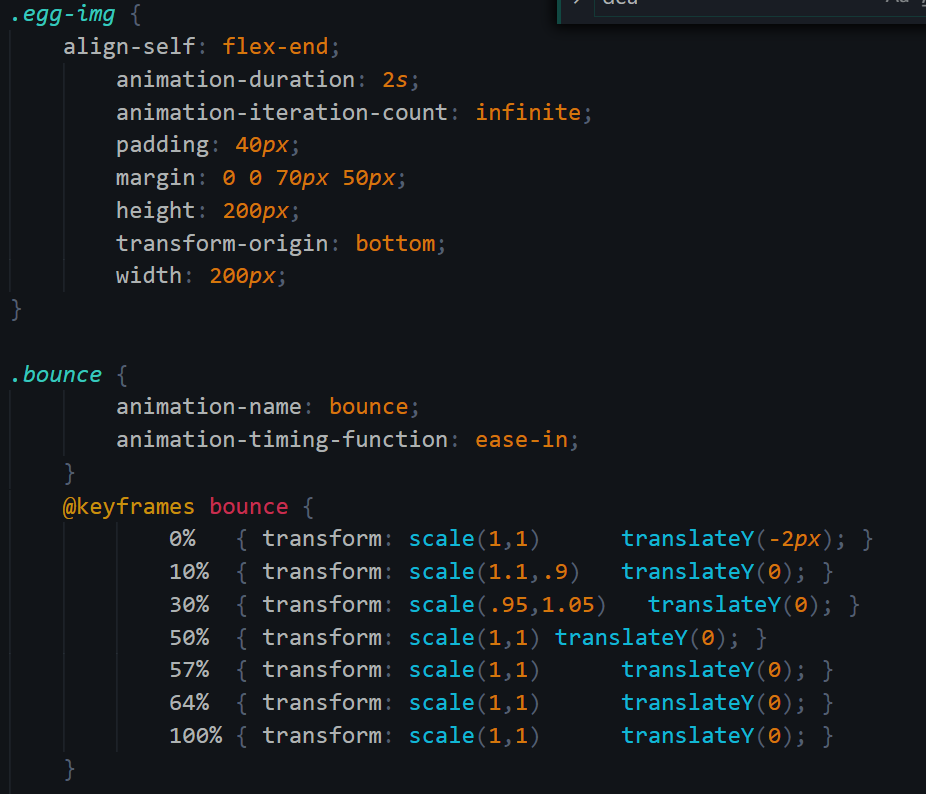 dea
.egg-img {
align-self: flex-end;
animation-duration: 2s;
animation-iteration-count: infinite;
padding: 40px;
margin: 0 0 70px 50px;
height: 200px;
transform-origin: bottom;
width: 200px;
}
.bounce {
animation-name: bounce;
animation-timing-function: ease-in;
}
@keyframes bounce {
0% { transform: scale(1,1) translateY(-2px); }
10% { transform: scale(1.1,.9) translateY(0); }
30% { transform: scale(.95,1.05) translateY(0); }
50% { transform: scale(1,1) translateY(0); }
57% { transform: scale(1,1) translateY(0); }
64% { transform: scale(1,1) translateY(0); }
100% { transform: scale(1,1) translateY(0); }
}